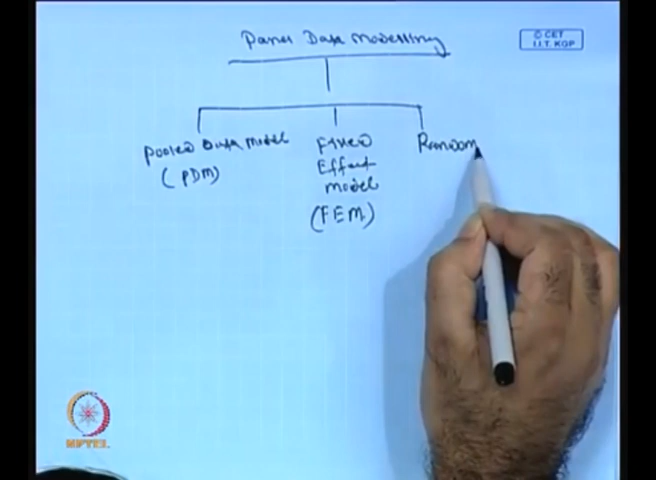 Panel Data Modelling
© CET
I.I.T. KGP
Pooled Data Model
(PDM)
Fixed
Effect
Model
(FEM)
Random
NPTEL